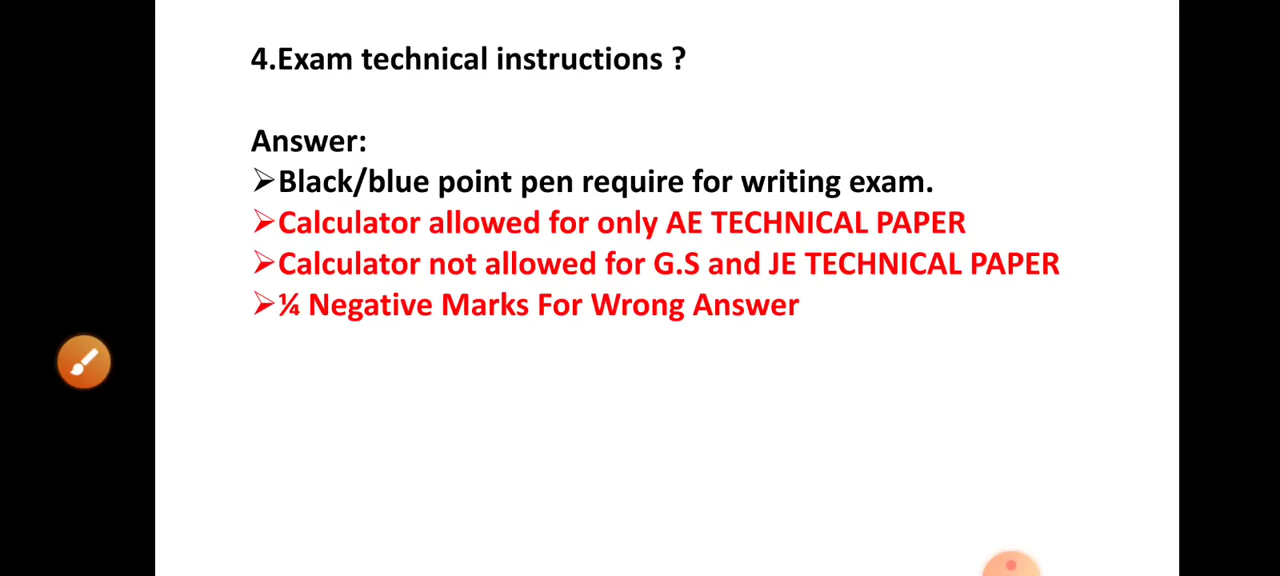 4.Exam technical instructions ?
Answer:
➢Black/blue point pen require for writing exam.
➢Calculator allowed for only AE TECHNICAL PAPER
➢Calculator not allowed for G.S and JE TECHNICAL PAPER
➢¼ Negative Marks For Wrong Answer